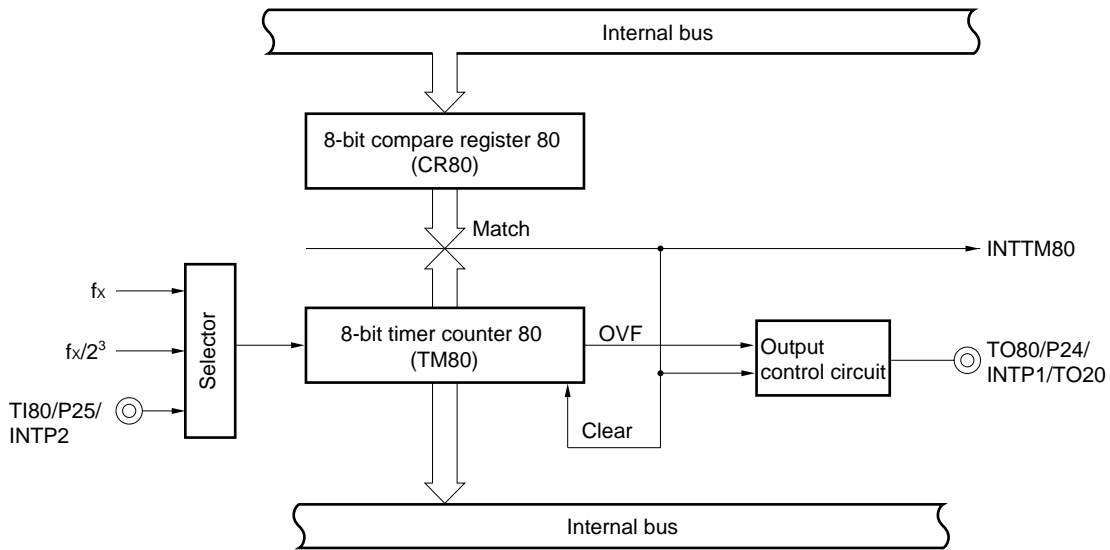 Internal bus
8-bit compare register 80
(CR80)
Match
INTTM80
fx
fx/2³
TI80/P25/
INTP2
Selector
8-bit timer counter 80
(TM80)
OVF
Clear
Output
control circuit
TO80/P24/
INTP1/TO20
Internal bus